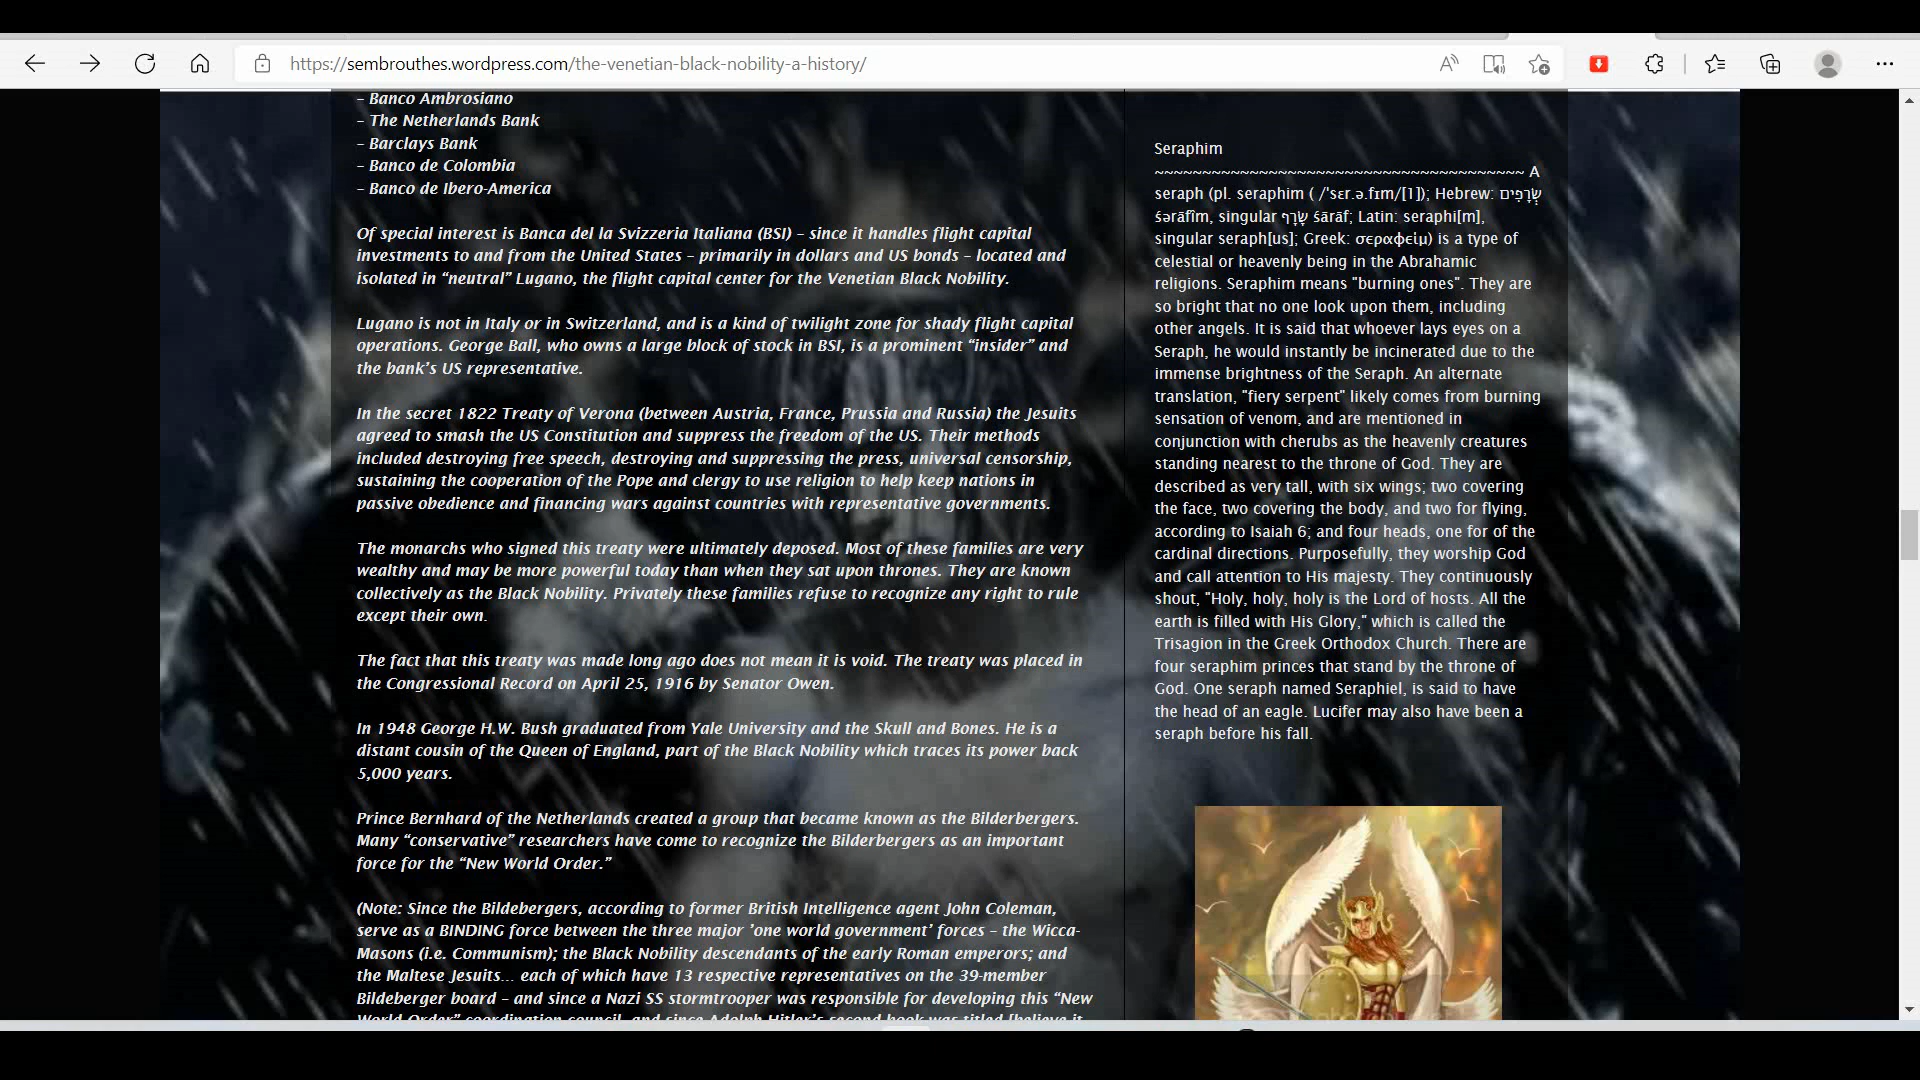 https://sembrouthes.wordpress.com/the-venetian-black-nobility-a-history/
– Banco Ambrosiano
– The Netherlands Bank
– Barclays Bank
– Banco de Colombia
– Banco de Ibero-America
Of special interest is Banca del la Svizzeria Italiana (BSI) – since it handles flight capital
investments to and from the United States – primarily in dollars and US bonds – located and
isolated in “neutral” Lugano, the flight capital center for the Venetian Black Nobility.
Lugano is not in Italy or in Switzerland, and is a kind of twilight zone for shady flight capital
operations. George Ball, who owns a large block of stock in BSI, is a prominent “insider” and
the bank’s US representative.
In the secret 1822 Treaty of Verona (between Austria, France, Prussia and Russia) the Jesuits
agreed to smash the US Constitution and suppress the freedom of the US. Their methods
included destroying free speech, destroying and suppressing the press, universal censorship,
sustaining the cooperation of the Pope and clergy to use religion to help keep nations in
passive obedience and financing wars against countries with representative governments.
The monarchs who signed this treaty were ultimately deposed. Most of these families are very
wealthy and may be more powerful today than when they sat upon thrones. They are known
collectively as the Black Nobility. Privately these families refuse to recognize any right to rule
except their own.
The fact that this treaty was made long ago does not mean it is void. The treaty was placed in
the Congressional Record on April 25, 1916 by Senator Owen.
In 1948 George H.W. Bush graduated from Yale University and the Skull and Bones. He is a
distant cousin of the Queen of England, part of the Black Nobility which traces its power back
5,000 years.
Prince Bernhard of the Netherlands created a group that became known as the Bilderbergers.
Many “conservative” researchers have come to recognize the Bilderbergers as an important
force for the “New World Order.”
(Note: Since the Bildebergers, according to former British Intelligence agent John Coleman,
serve as a BINDING force between the three major ’one world government’ forces – the Wicca-
Masons (i.e. Communism); the Black Nobility descendants of the early Roman emperors; and
the Maltese Jesuits… each of which have 13 respective representatives on the 39-member
Bildeberger board – and since a Nazi SS stormtrooper was responsible for developing this “New
World Order” coordination council, and since Adolph Hitler’s second book was titled [believe it
Seraphim
~~~~~~~~~~~~~~~~~~~~~~~~~~~~~~~~~~~~~ A
seraph (pl. seraphim ( /ˈsɛr.ə.fɪm/[1]); Hebrew: שְׂרָפִים
śərāfîm, singular שָׂרָף śārāf; Latin: seraphi[m],
singular seraph[us]; Greek: σεραφείμ) is a type of
celestial or heavenly being in the Abrahamic
religions. Seraphim means "burning ones". They are
so bright that no one look upon them, including
other angels. It is said that whoever lays eyes on a
Seraph, he would instantly be incinerated due to the
immense brightness of the Seraph. An alternate
translation, "fiery serpent" likely comes from burning
sensation of venom, and are mentioned in
conjunction with cherubs as the heavenly creatures
standing nearest to the throne of God. They are
described as very tall, with six wings; two covering
the face, two covering the body, and two for flying,
according to Isaiah 6; and four heads, one for of the
cardinal directions. Purposefully, they worship God
and call attention to His majesty. They continuously
shout, "Holy, holy, holy is the Lord of hosts. All the
earth is filled with His Glory," which is called the
Trisagion in the Greek Orthodox Church. There are
four seraphim princes that stand by the throne of
God. One seraph named Seraphiel, is said to have
the head of an eagle. Lucifer may also have been a
seraph before his fall.